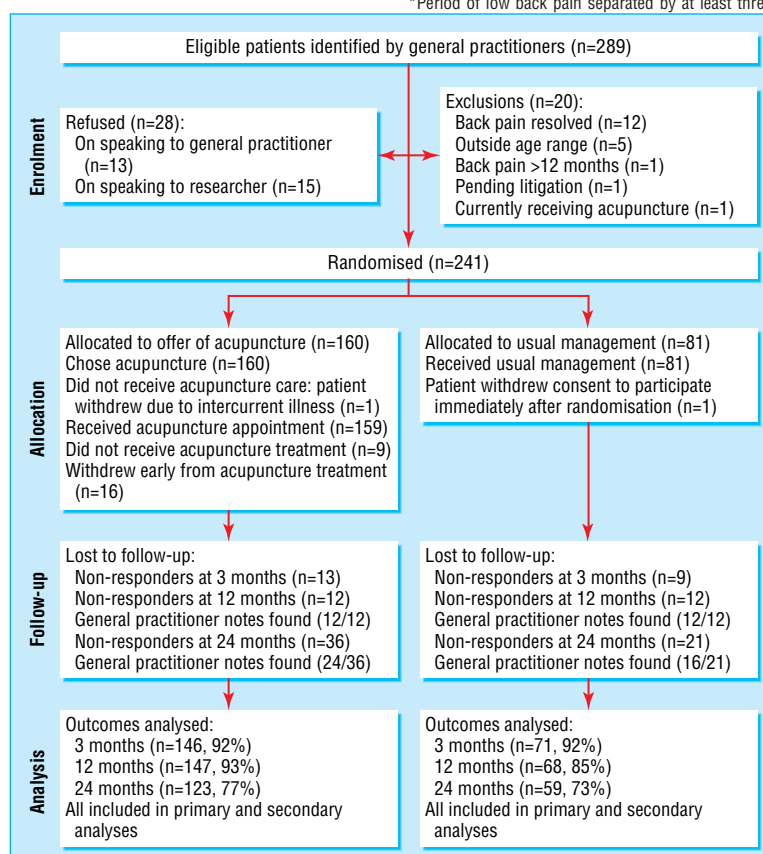 *Period of low back pain separated by at least thre
Eligible patients identified by general practitioners (n=289)
Enrolment
Refused (n=28):
On speaking to general practitioner
(n=13)
On speaking to researcher (n=15)
Exclusions (n=20):
Back pain resolved (n=12)
Outside age range (n=5)
Back pain >12 months (n=1)
Pending litigation (n=1)
Currently receiving acupuncture (n=1)
Randomised (n=241)
Allocation
Allocated to offer of acupuncture (n=160)
Chose acupuncture (n=160)
Did not receive acupuncture care: patient
withdrew due to intercurrent illness (n=1)
Received acupuncture appointment (n=159)
Did not receive acupuncture treatment (n=9)
Withdrew early from acupuncture treatment
(n=16)
Allocated to usual management (n=81)
Received usual management (n=81)
Patient withdrew consent to participate
immediately after randomisation (n=1)
Follow-up
Lost to follow-up:
Non-responders at 3 months (n=13)
Non-responders at 12 months (n=12)
General practitioner notes found (12/12)
Non-responders at 24 months (n=36)
General practitioner notes found (24/36)
Lost to follow-up:
Non-responders at 3 months (n=9)
Non-responders at 12 months (n=12)
General practitioner notes found (12/12)
Non-responders at 24 months (n=21)
General practitioner notes found (16/21)
Analysis
Outcomes analysed:
3 months (n=146, 92%)
12 months (n=147, 93%)
24 months (n=123, 77%)
All included in primary and secondary
analyses
Outcomes analysed:
3 months (n=71, 92%)
12 months (n=68, 85%)
24 months (n=59, 73%)
All included in primary and secondary
analyses